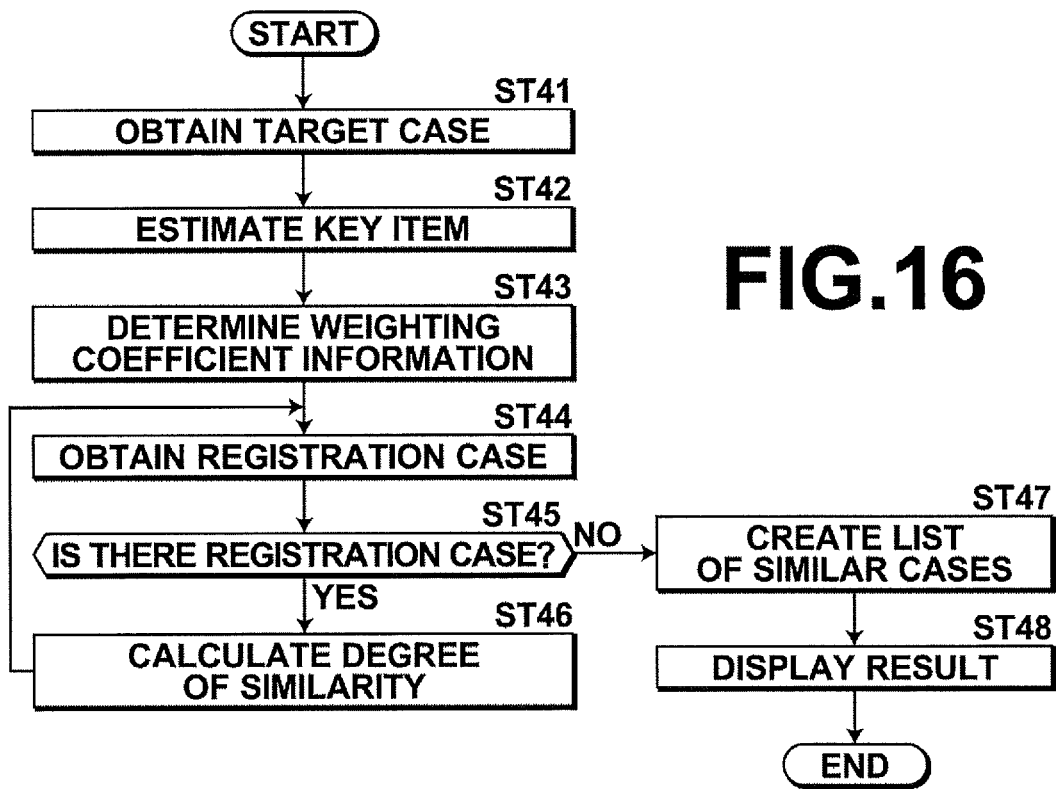 START
ST41
OBTAIN TARGET CASE
ST42
ESTIMATE KEY ITEM
ST43
DETERMINE WEIGHTING
COEFFICIENT INFORMATION
FIG.16
ST44
OBTAIN REGISTRATION CASE
ST45
IS THERE REGISTRATION CASE?
NO
YES
ST46
CALCULATE DEGREE
OF SIMILARITY
ST47
CREATE LIST
OF SIMILAR CASES
ST48
DISPLAY RESULT
END